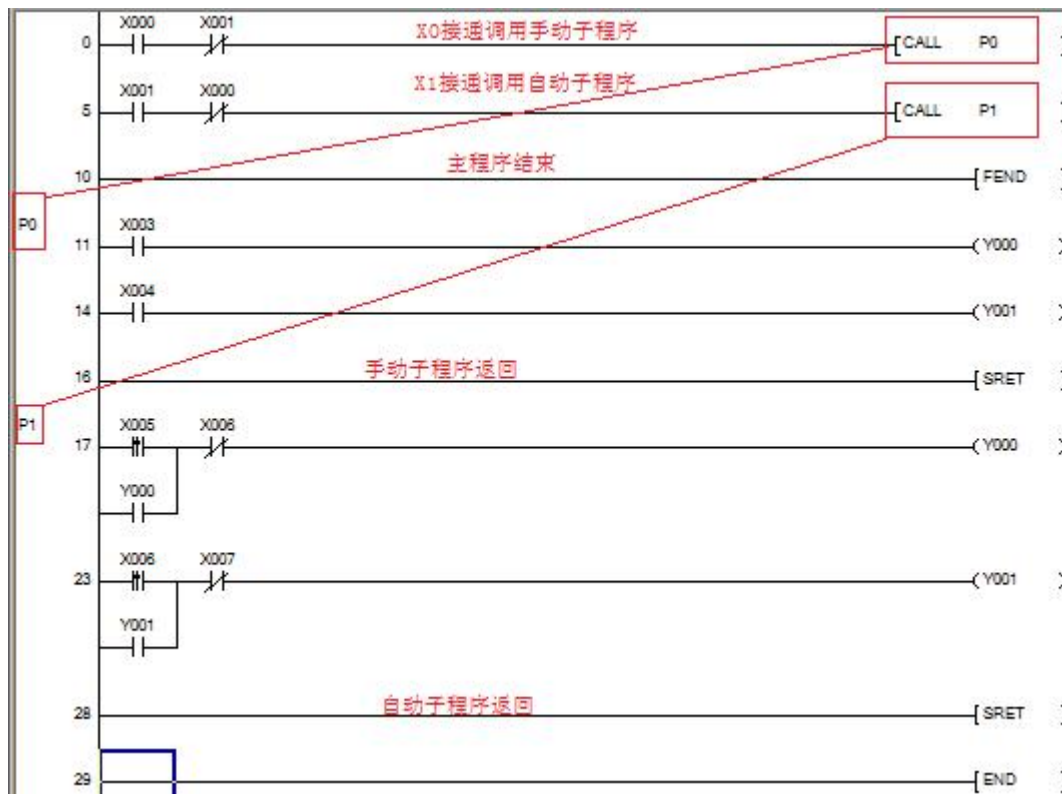 X000 X001 X0接通调用手动子程序
0 [CALL P0 ]
X001 X000 X1接通调用自动子程序
5 [CALL P1 ]
主程序结束
10 [FEND ]
P0
X003
11 (Y000 )
X004
14 (Y001 )
手动子程序返回
16 [SRET ]
P1
X005 X006
17 (Y000 )
Y000
X006 X007
23 (Y001 )
Y001
自动子程序返回
28 [SRET ]
29 [END ]